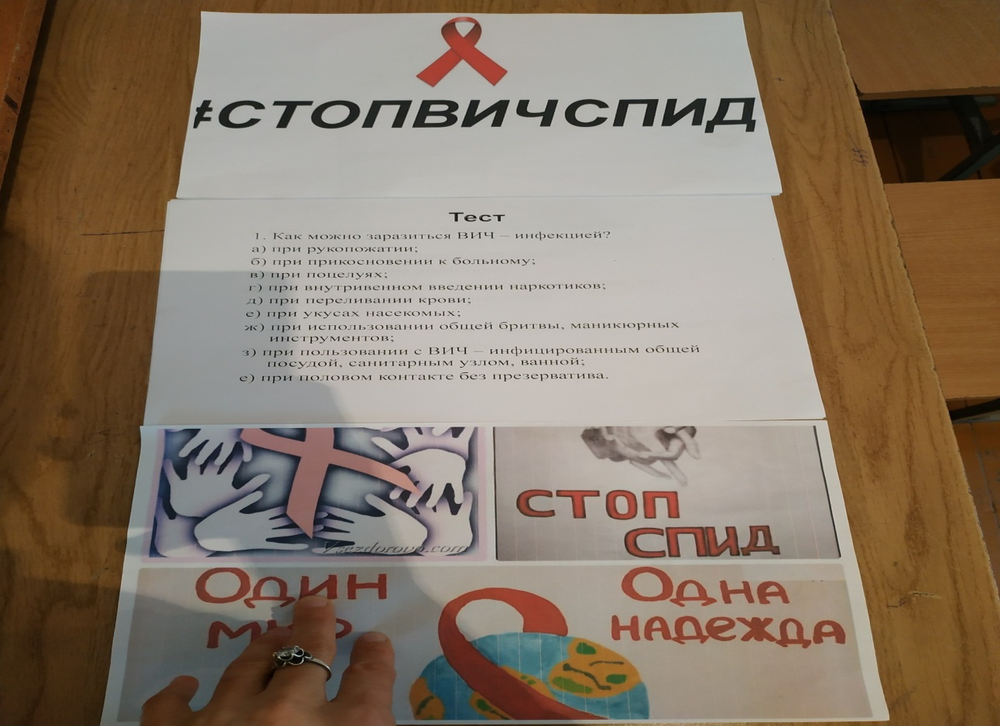 #СТОПВИЧСПИД
Тест
1. Как можно заразиться ВИЧ – инфекцией?
а) при рукопожатии;
б) при прикосновении к больному;
в) при поцелуях;
г) при внутривенном введении наркотиков;
д) при переливании крови;
е) при укусах насекомых;
ж) при использовании общей бритвы, маникюрных
инструментов;
з) при пользовании с ВИЧ – инфицированным общей
посудой, санитарным узлом, ванной;
е) при половом контакте без презерватива.
Vsezdorovo.com
СТОП
СПИД
Один
мир
Одна
надежда